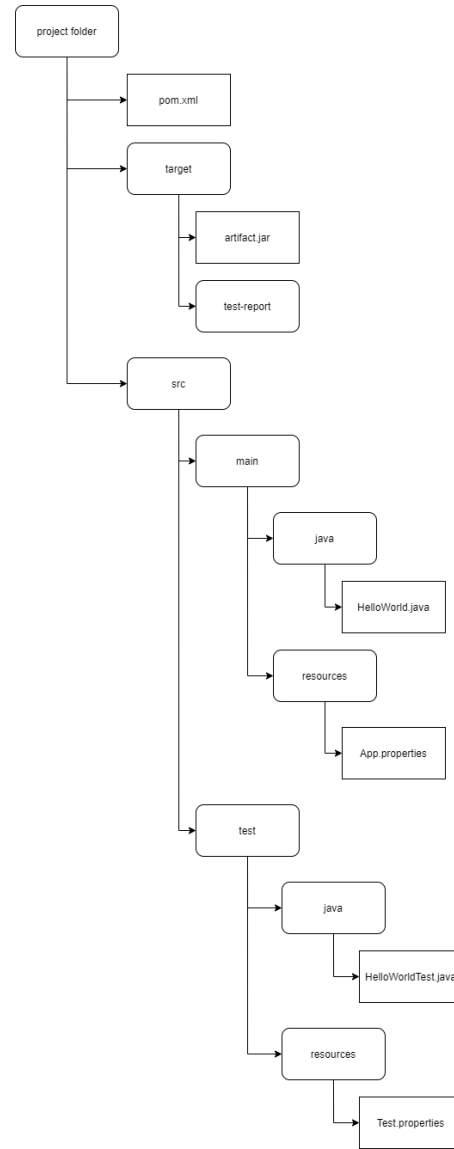 project folder
pom.xml
target
artifact.jar
test-report
src
main
java
HelloWorld.java
resources
App.properties
test
java
HelloWorldTest.java
resources
Test.properties